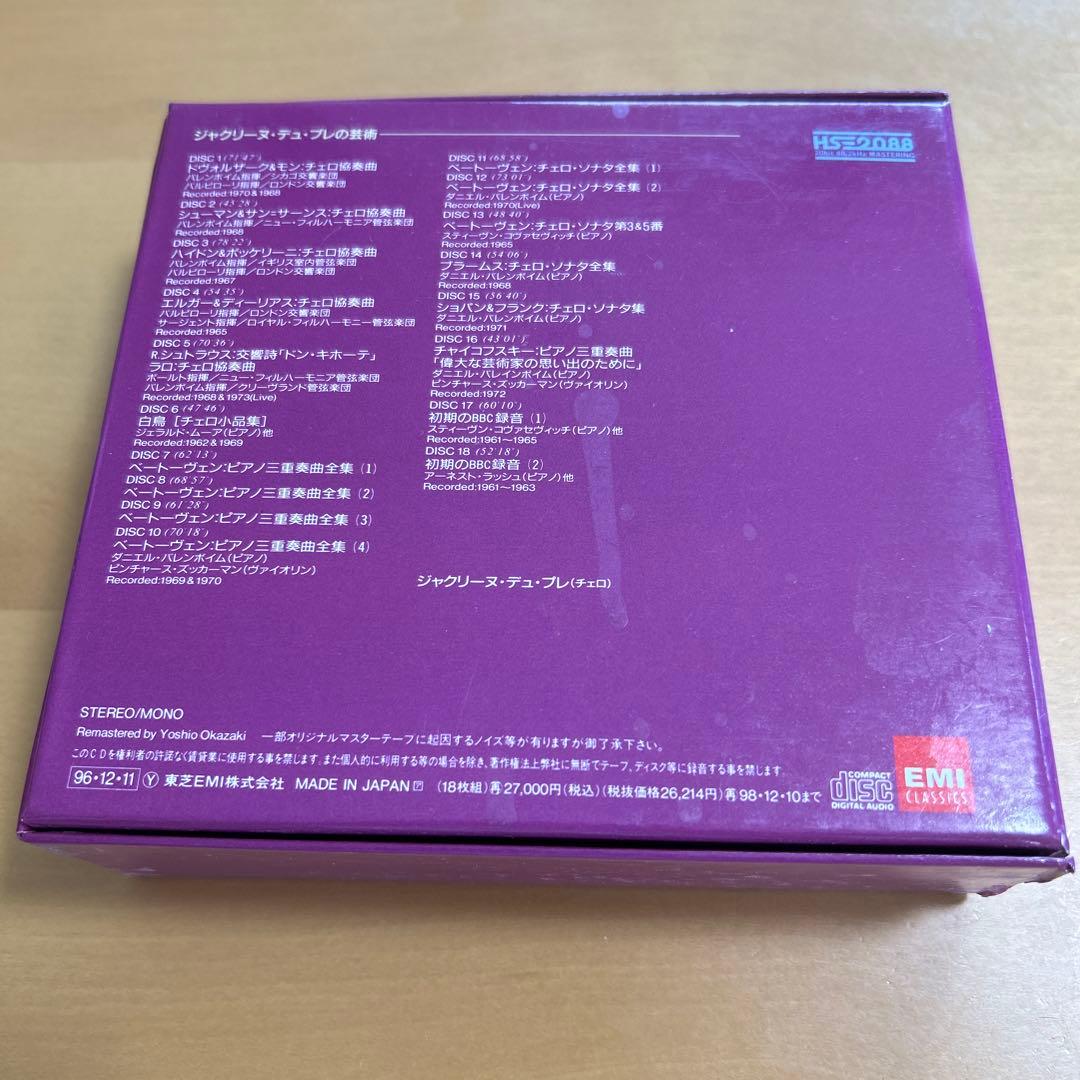 ジャクリーヌ・デュ・プレの芸術
HS2088
20bit 88.2kHz MASTERING
DISC 1 (71'47")
ドヴォルザーク&モン:チェロ協奏曲
バレンボイム指揮/シカゴ交響楽団
バルビローリ指揮/ロンドン交響楽団
Recorded:1970&1968
DISC 2 (45'28")
シューマン&サン=サーンス:チェロ協奏曲
バレンボイム指揮/ニュー・フィルハーモニア管弦楽団
Recorded:1968
DISC 3 (78'22")
ハイドン&ボッケリーニ:チェロ協奏曲
バレンボイム指揮/イギリス室内管弦楽団
バルビローリ指揮/ロンドン交響楽団
Recorded:1967
DISC 4 (54'35")
エルガー&ディーリアス:チェロ協奏曲
バルビローリ指揮/ロンドン交響楽団
サージェント指揮/ロイヤル・フィルハーモニー管弦楽団
Recorded:1965
DISC 5 (70'36")
R.シュトラウス:交響詩「ドン・キホーテ」
ラロ:チェロ協奏曲
ボールト指揮/ニュー・フィルハーモニア管弦楽団
バレンボイム指揮/クリーヴランド管弦楽団
Recorded:1968&1973(Live)
DISC 6 (47'46")
白鳥 [チェロ小品集]
ジェラルド・ムーア(ピアノ)他
Recorded:1962&1969
DISC 7 (62'13")
ベートーヴェン:ピアノ三重奏曲全集 (1)
DISC 8 (68'57")
ベートーヴェン:ピアノ三重奏曲全集 (2)
DISC 9 (61'28")
ベートーヴェン:ピアノ三重奏曲全集 (3)
DISC 10 (70'18")
ベートーヴェン:ピアノ三重奏曲全集 (4)
ダニエル・バレンボイム(ピアノ)
ピンチャース・ズッカーマン(ヴァイオリン)
Recorded:1969&1970
DISC 11 (68'58")
ベートーヴェン:チェロ・ソナタ全集 (1)
DISC 12 (73'01")
ベートーヴェン:チェロ・ソナタ全集 (2)
ダニエル・バレンボイム(ピアノ)
Recorded:1970(Live)
DISC 13 (48'40")
ベートーヴェン:チェロ・ソナタ第3&5番
スティーヴン・コヴァセヴィッチ(ピアノ)
Recorded:1965
DISC 14 (54'06")
ブラームス:チェロ・ソナタ全集
ダニエル・バレンボイム(ピアノ)
Recorded:1968
DISC 15 (56'40")
ショパン&フランク:チェロ・ソナタ集
ダニエル・バレンボイム(ピアノ)
Recorded:1971
DISC 16 (43'01")
チャイコフスキー:ピアノ三重奏曲
「偉大な芸術家の思い出のために」
ダニエル・バレインボイム(ピアノ)
ピンチャース・ズッカーマン(ヴァイオリン)
Recorded:1972
DISC 17 (60'10")
初期のBBC録音 (1)
スティーヴン・コヴァセヴィッチ(ピアノ)他
Recorded:1961〜1965
DISC 18 (52'18")
初期のBBC録音 (2)
アーネスト・ラッシュ(ピアノ)他
Recorded:1961〜1963
ジャクリーヌ・デュ・プレ(チェロ)
STEREO/MONO
Remastered by Yoshio Okazaki 一部オリジナルマスターテープに起因するノイズ等が有りますが御了承下さい。
このCDを権利者の許諾なく賃貸業に使用する事を禁じます。また個人的に利用する等の場合を除き、著作権法上弊社に無断でテープ、ディスク等に録音する事を禁じます。
96・12・11 Ⓨ 東芝EMI株式会社 MADE IN JAPAN Ⓟ (18枚組) 再 27,000円(税込)(税抜価格26,214円) 再 98・12・10まで
COMPACT
disc
DIGITAL AUDIO
EMI
CLASSICS